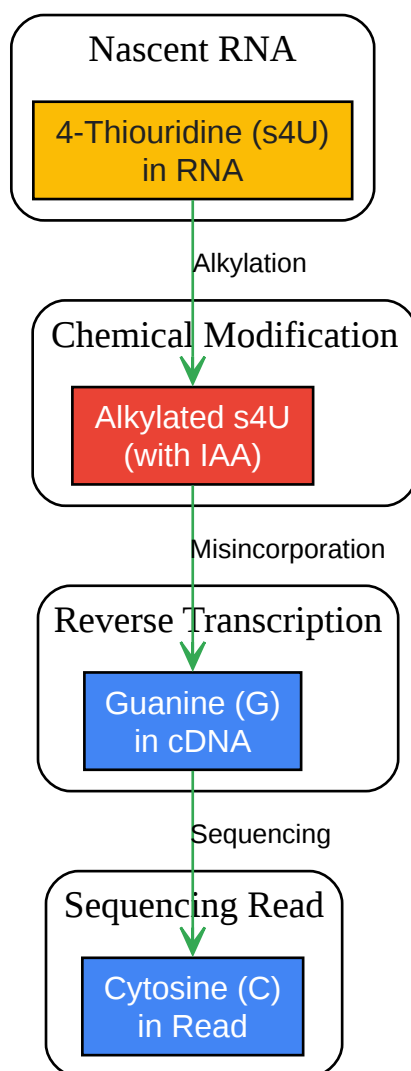 Nascent RNA
4-Thiouridine (s4U)
in RNA
Alkylation
Chemical Modification
Alkylated s4U
(with IAA)
Misincorporation
Reverse Transcription
Guanine (G)
in cDNA
Sequencing
Sequencing Read
Cytosine (C)
in Read